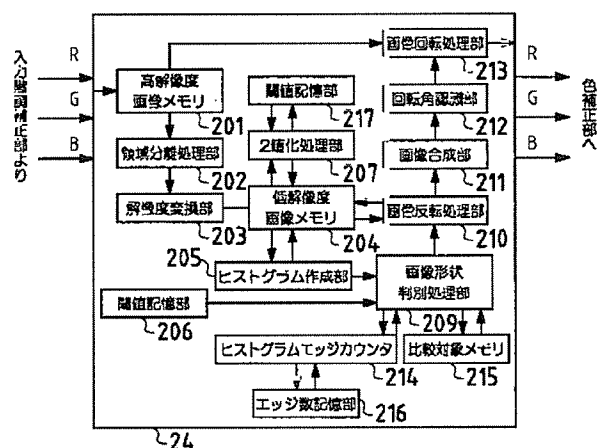 入力階調補正部より
R
G
B
高解像度
画像メモリ
201
領域分離処理部
202
解像度変換部
203
閾値記憶部
217
2値化処理部
207
低解像度
画像メモリ
204
205
ヒストグラム作成部
閾値記憶部
206
画像回転処理部
213
回転角認識部
212
画像合成部
211
画像反転処理部
210
画像形状
判別処理部
209
ヒストグラムエッジカウンタ
214
比較対象メモリ
215
エッジ数記憶部
216
R
G
B
色補正部へ
24